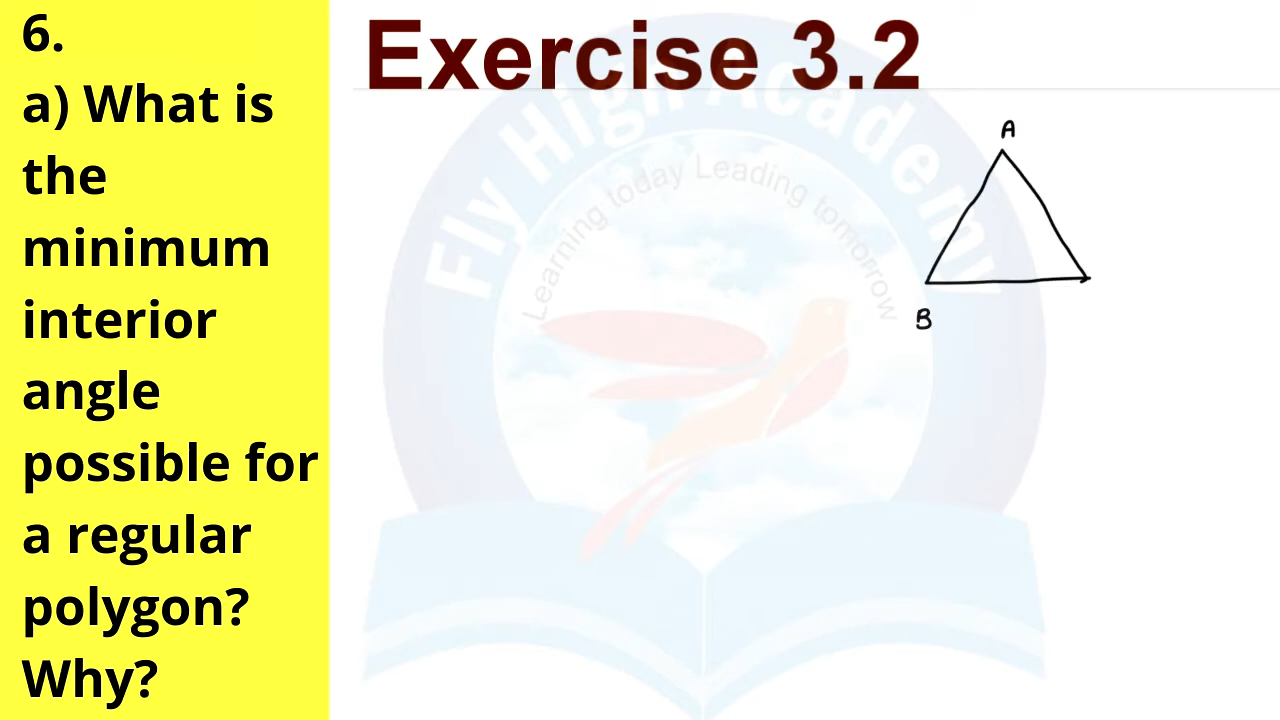 6.
a) What is
the
minimum
interior
angle
possible for
a regular
polygon?
Why?
Exercise 3.2
Fly High Academy
Learning today Leading tomorrow
A
B